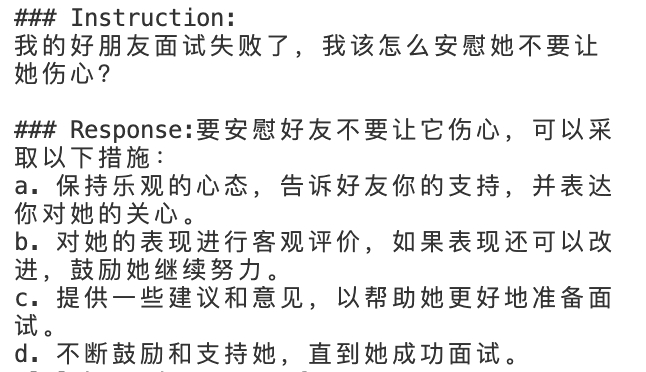 ### Instruction:
我的好朋友面试失败了，我该怎么安慰她不要让
她伤心？
### Response:要安慰好友不要让它伤心，可以采
取以下措施：
a. 保持乐观的心态，告诉好友你的支持，并表达
你对她的关心。
b. 对她的表现进行客观评价，如果表现还可以改
进，鼓励她继续努力。
c. 提供一些建议和意见，以帮助她更好地准备面
试。
d. 不断鼓励和支持她，直到她成功面试。